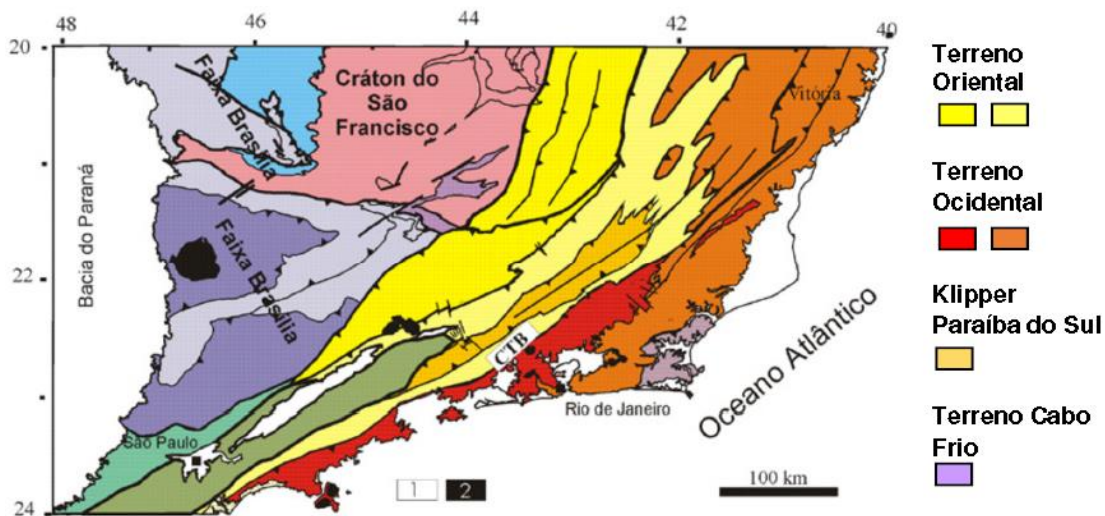 48
46
44
42
40
20
22
24
Bacia do Paraná
Faixa Brasília
Faixa Brasília
Cráton do
São
Francisco
Vitória
CTB
São Paulo
Rio de Janeiro
Oceano Atlântico
1
2
100 km
Terreno
Oriental
Terreno
Ocidental
Klipper
Paraíba do Sul
Terreno Cabo
Frio